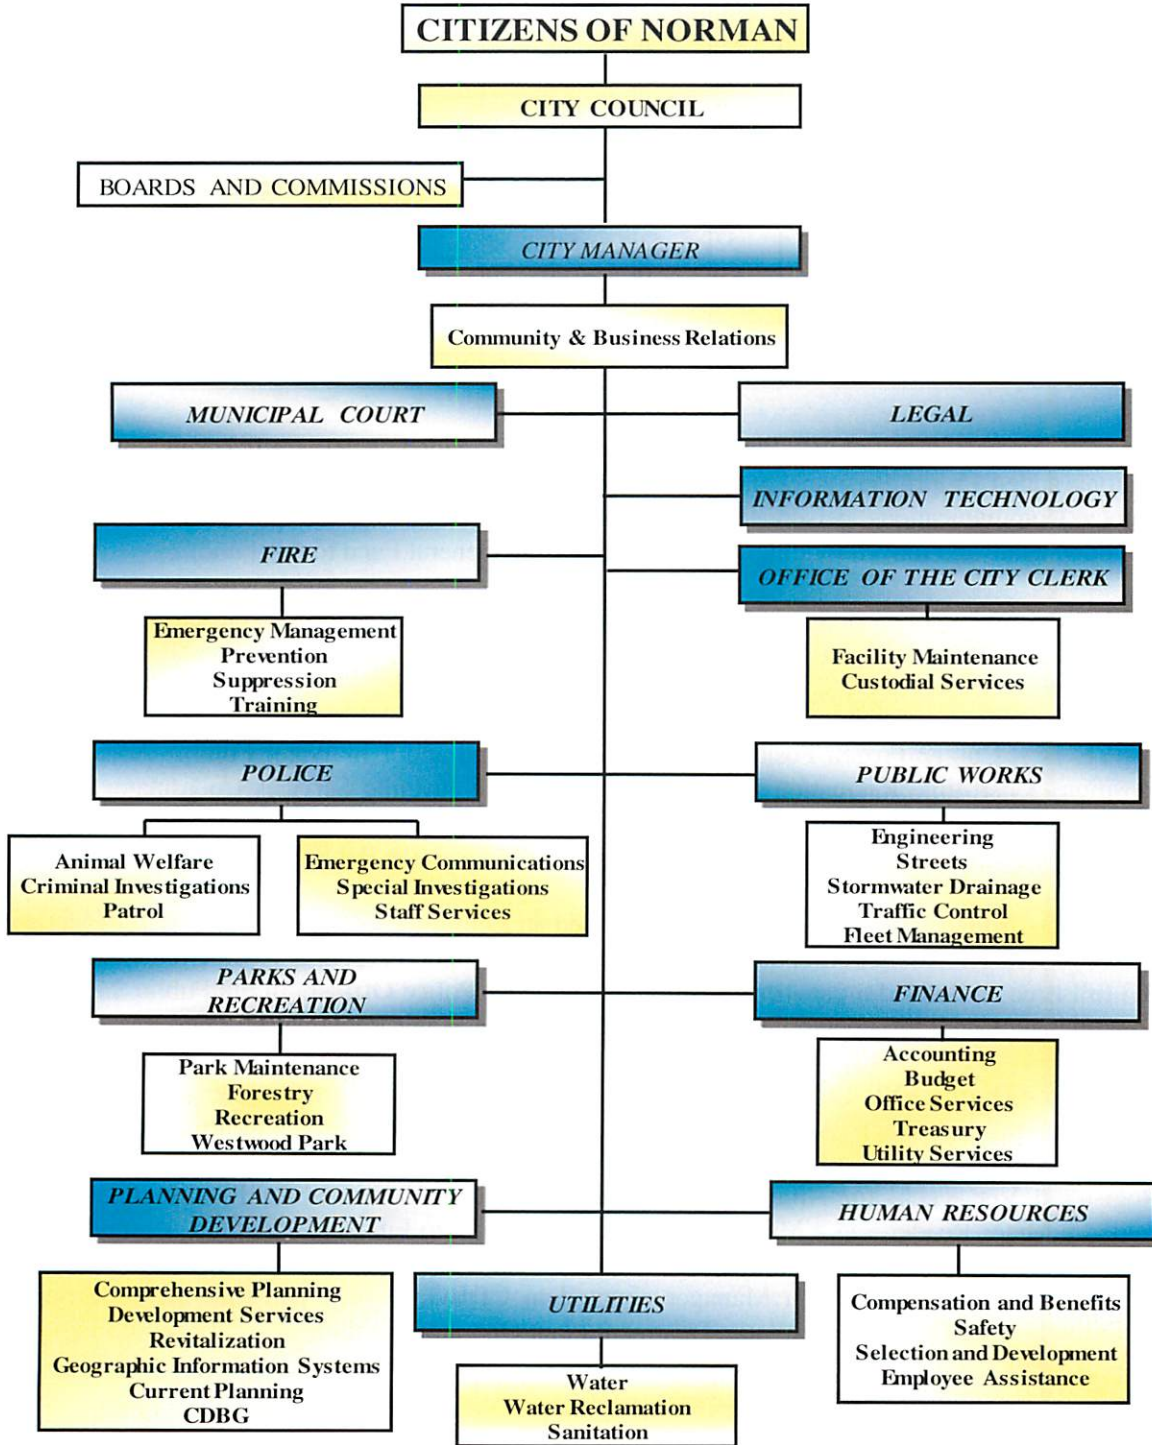 CITIZENS OF NORMAN
CITY COUNCIL
BOARDS AND COMMISSIONS
CITY MANAGER
Community & Business Relations
MUNICIPAL COURT
LEGAL
INFORMATION TECHNOLOGY
FIRE
OFFICE OF THE CITY CLERK
Emergency Management
Prevention
Suppression
Training
Facility Maintenance
Custodial Services
POLICE
PUBLIC WORKS
Animal Welfare
Criminal Investigations
Patrol
Emergency Communications
Special Investigations
Staff Services
Engineering
Streets
Stormwater Drainage
Traffic Control
Fleet Management
PARKS AND
RECREATION
FINANCE
Park Maintenance
Forestry
Recreation
Westwood Park
Accounting
Budget
Office Services
Treasury
Utility Services
PLANNING AND COMMUNITY
DEVELOPMENT
HUMAN RESOURCES
Comprehensive Planning
Development Services
Revitalization
Geographic Information Systems
Current Planning
CDBG
UTILITIES
Water
Water Reclamation
Sanitation
Compensation and Benefits
Safety
Selection and Development
Employee Assistance